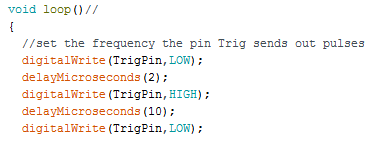 void loop()//
{
//set the frequency the pin Trig sends out pulses
digitalWrite(TrigPin,LOW);
delayMicroseconds(2);
digitalWrite(TrigPin,HIGH);
delayMicroseconds(10);
digitalWrite(TrigPin,LOW);